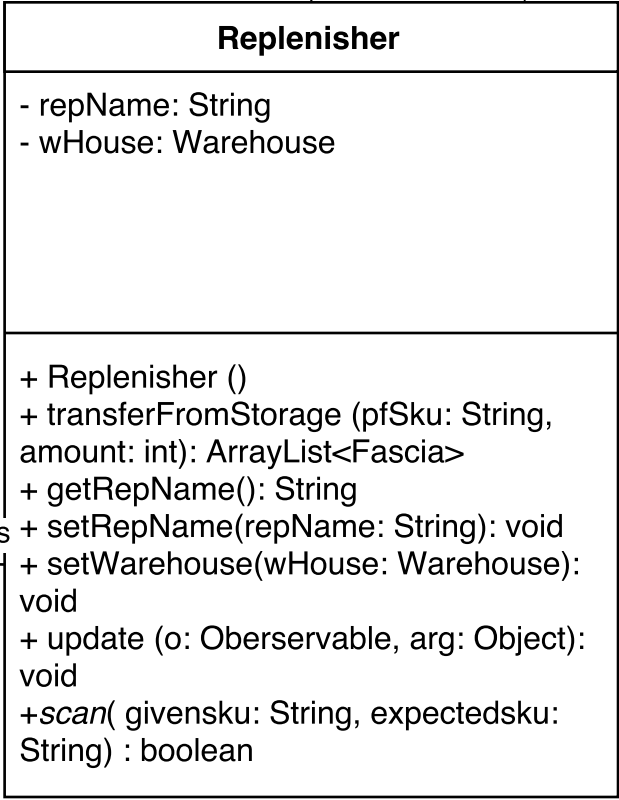 Replenisher
- repName: String
- wHouse: Warehouse
+ Replenisher ()
+ transferFromStorage (pfSku: String,
amount: int): ArrayList<Fascia>
+ getRepName(): String
s
+ setRepName(repName: String): void
+ setWarehouse(wHouse: Warehouse):
void
+ update (o: Oberservable, arg: Object):
void
+scan( givensku: String, expectedsku:
String) : boolean